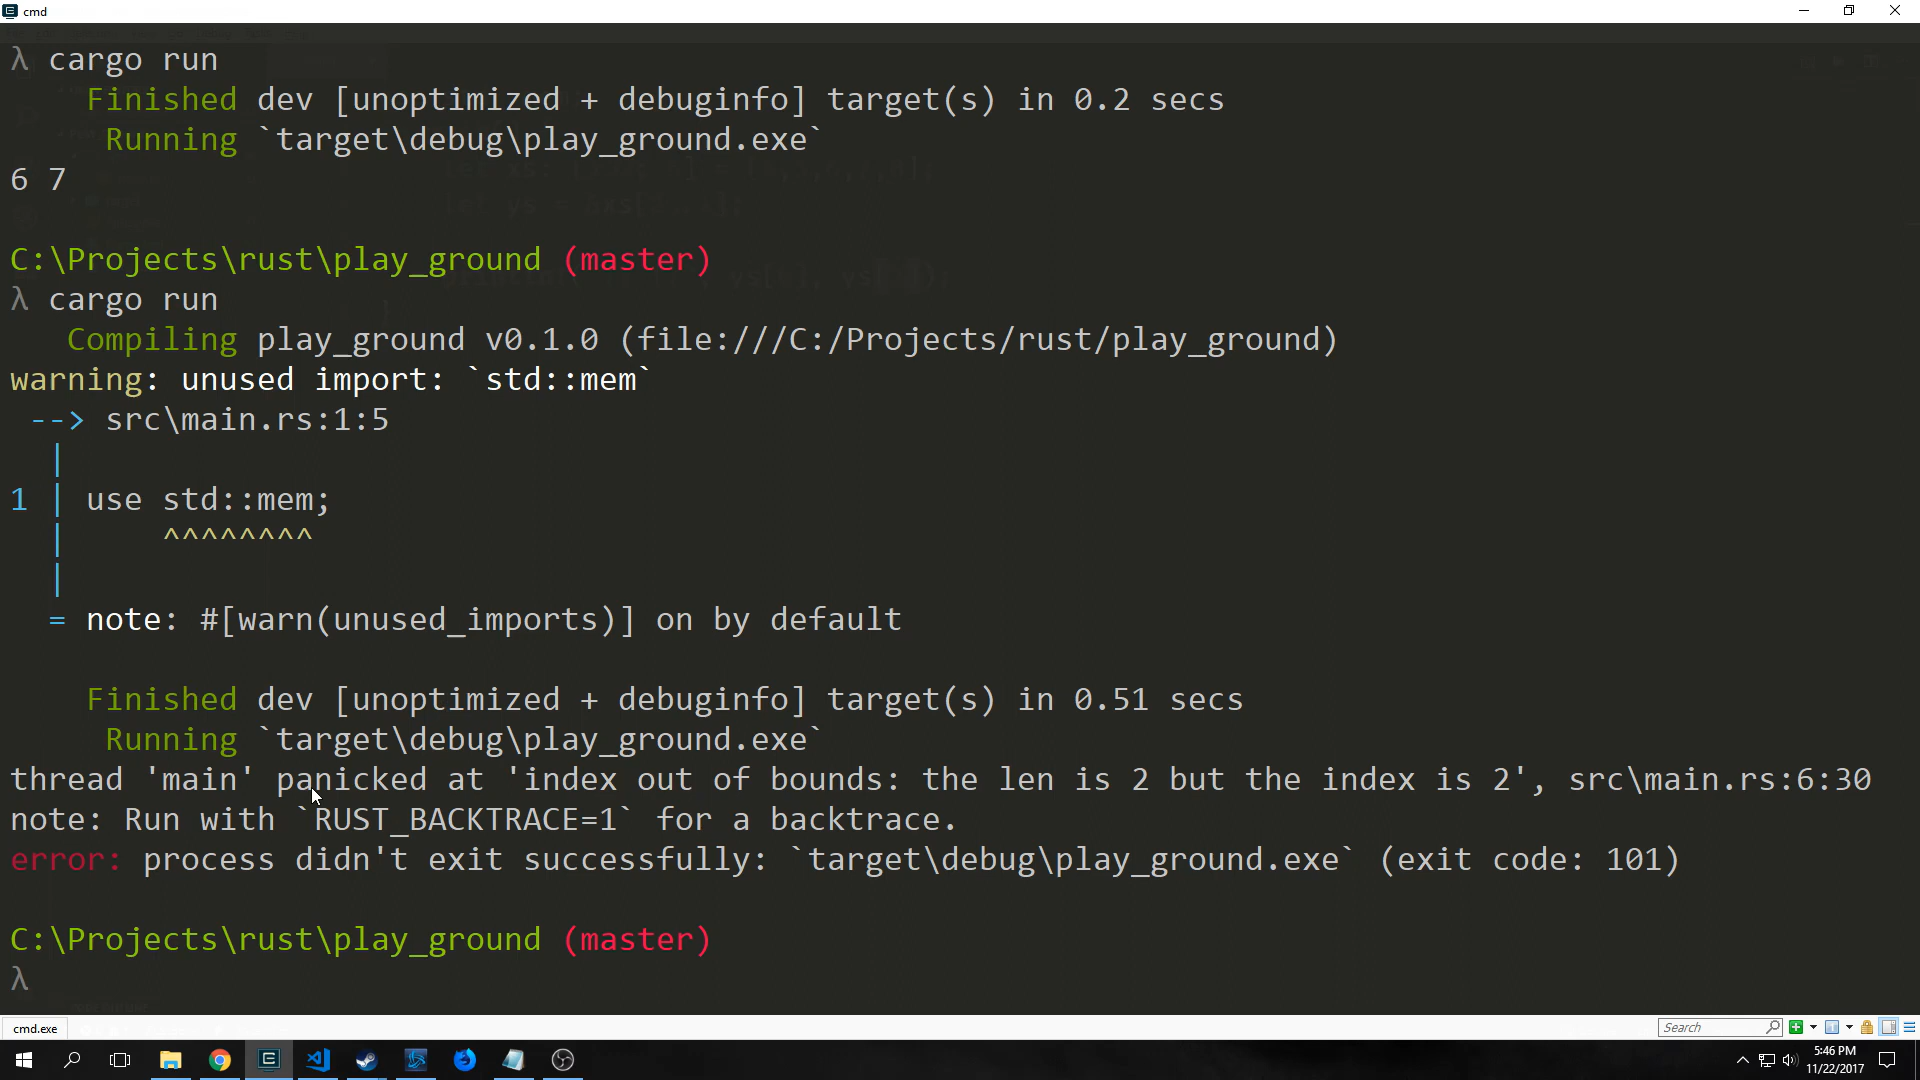 cmd
λ cargo run
Finished dev [unoptimized + debuginfo] target(s) in 0.2 secs
Running `target\debug\play_ground.exe`
6 7
C:\Projects\rust\play_ground (master)
λ cargo run
Compiling play_ground v0.1.0 (file:///C:/Projects/rust/play_ground)
warning: unused import: `std::mem`
--> src\main.rs:1:5
|
1 | use std::mem;
| ^^^^^^^^
|
= note: #[warn(unused_imports)] on by default
Finished dev [unoptimized + debuginfo] target(s) in 0.51 secs
Running `target\debug\play_ground.exe`
thread 'main' panicked at 'index out of bounds: the len is 2 but the index is 2', src\main.rs:6:30
note: Run with `RUST_BACKTRACE=1` for a backtrace.
error: process didn't exit successfully: `target\debug\play_ground.exe` (exit code: 101)
C:\Projects\rust\play_ground (master)
λ
cmd.exe
Search
5:46 PM
11/22/2017